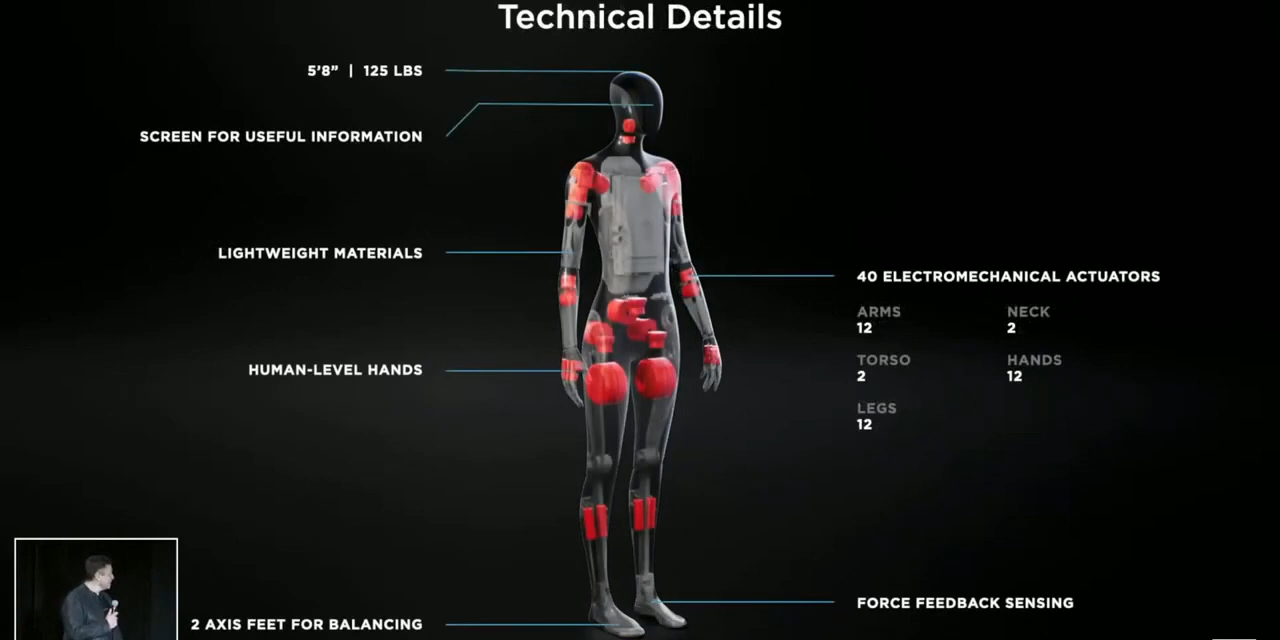 Technical Details
5'8" | 125 LBS
SCREEN FOR USEFUL INFORMATION
LIGHTWEIGHT MATERIALS
HUMAN-LEVEL HANDS
2 AXIS FEET FOR BALANCING
40 ELECTROMECHANICAL ACTUATORS
ARMS
12
NECK
2
TORSO
2
HANDS
12
LEGS
12
FORCE FEEDBACK SENSING